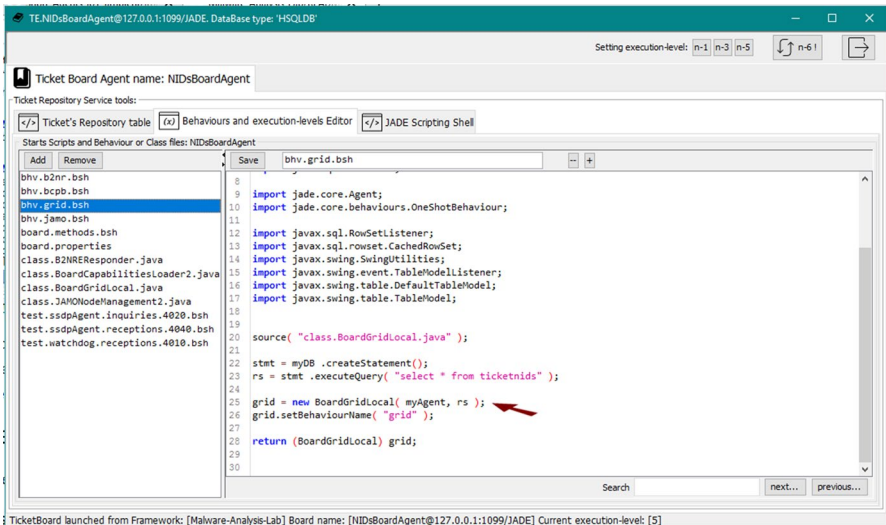 TE.NIDsBoardAgent@127.0.0.1:1099/JADE. DataBase type: 'HSQLDB'
Setting execution-level: n-1 n-3 n-5 n-6 !
Ticket Board Agent name: NIDsBoardAgent
Ticket Repository Service tools:
</> Ticket's Repository table (x) Behaviours and execution-levels Editor </> JADE Scripting Shell
Starts Scripts and Behaviour or Class files: NIDsBoardAgent
Add Remove Save bhv.grid.bsh -- +
bhv.b2nr.bsh
bhv.bcpb.bsh
bhv.grid.bsh
bhv.jamo.bsh
board.methods.bsh
board.properties
class.B2NREResponder.java
class.BoardCapabilitiesLoader2.java
class.BoardGridLocal.java
class.JAMONodeManagement2.java
test.ssdpAgent.inquiries.4020.bsh
test.ssdpAgent.receptions.4040.bsh
test.watchdog.receptions.4010.bsh
8
9 import jade.core.Agent;
10 import jade.core.behaviours.OneShotBehaviour;
11
12 import javax.sql.RowSetListener;
13 import javax.sql.rowset.CachedRowSet;
14 import javax.swing.SwingUtilities;
15 import javax.swing.event.TableModelListener;
16 import javax.swing.table.DefaultTableModel;
17 import javax.swing.table.TableModel;
18
19
20 source( "class.BoardGridLocal.java" );
21
22 stmt = myDB .createStatement();
23 rs = stmt .executeQuery( "select * from ticketnids" );
24
25 grid = new BoardGridLocal( myAgent, rs );
26 grid.setBehaviourName( "grid" );
27
28 return (BoardGridLocal) grid;
29
30
Search next... previous...
TicketBoard launched from Framework: [Malware-Analysis-Lab] Board name: [NIDsBoardAgent@127.0.0.1:1099/JADE] Current execution-level: [5]